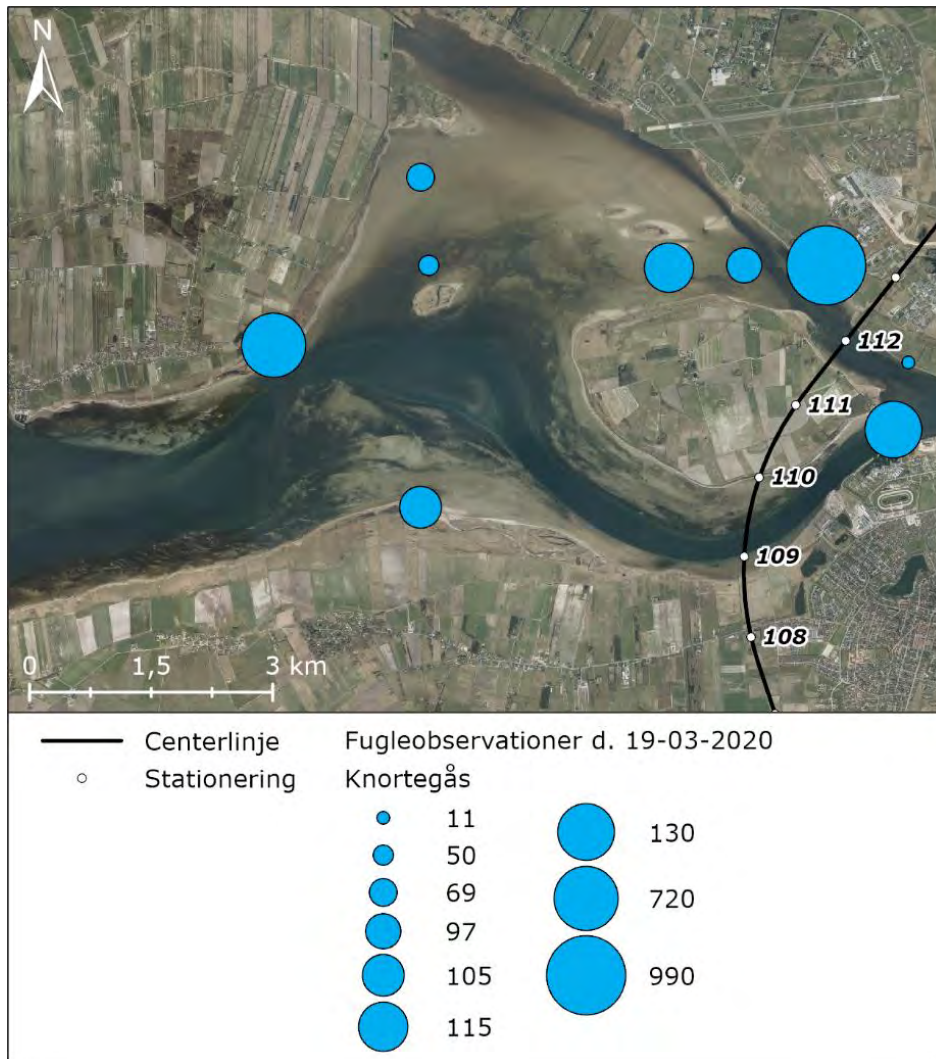 N
112
111
110
109
108
0 1,5 3 km
Centerlinje
Stationering
Fugleobservationer d. 19-03-2020
Knortegås
11
50
69
97
105
115
130
720
990